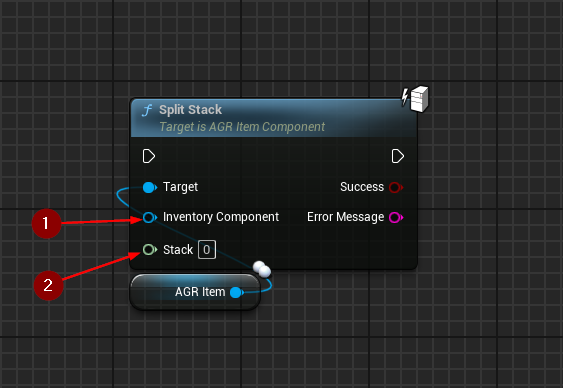 f Split Stack
Target is AGR Item Component
Target
Success
1
Inventory Component
Error Message
2
Stack 0
AGR Item